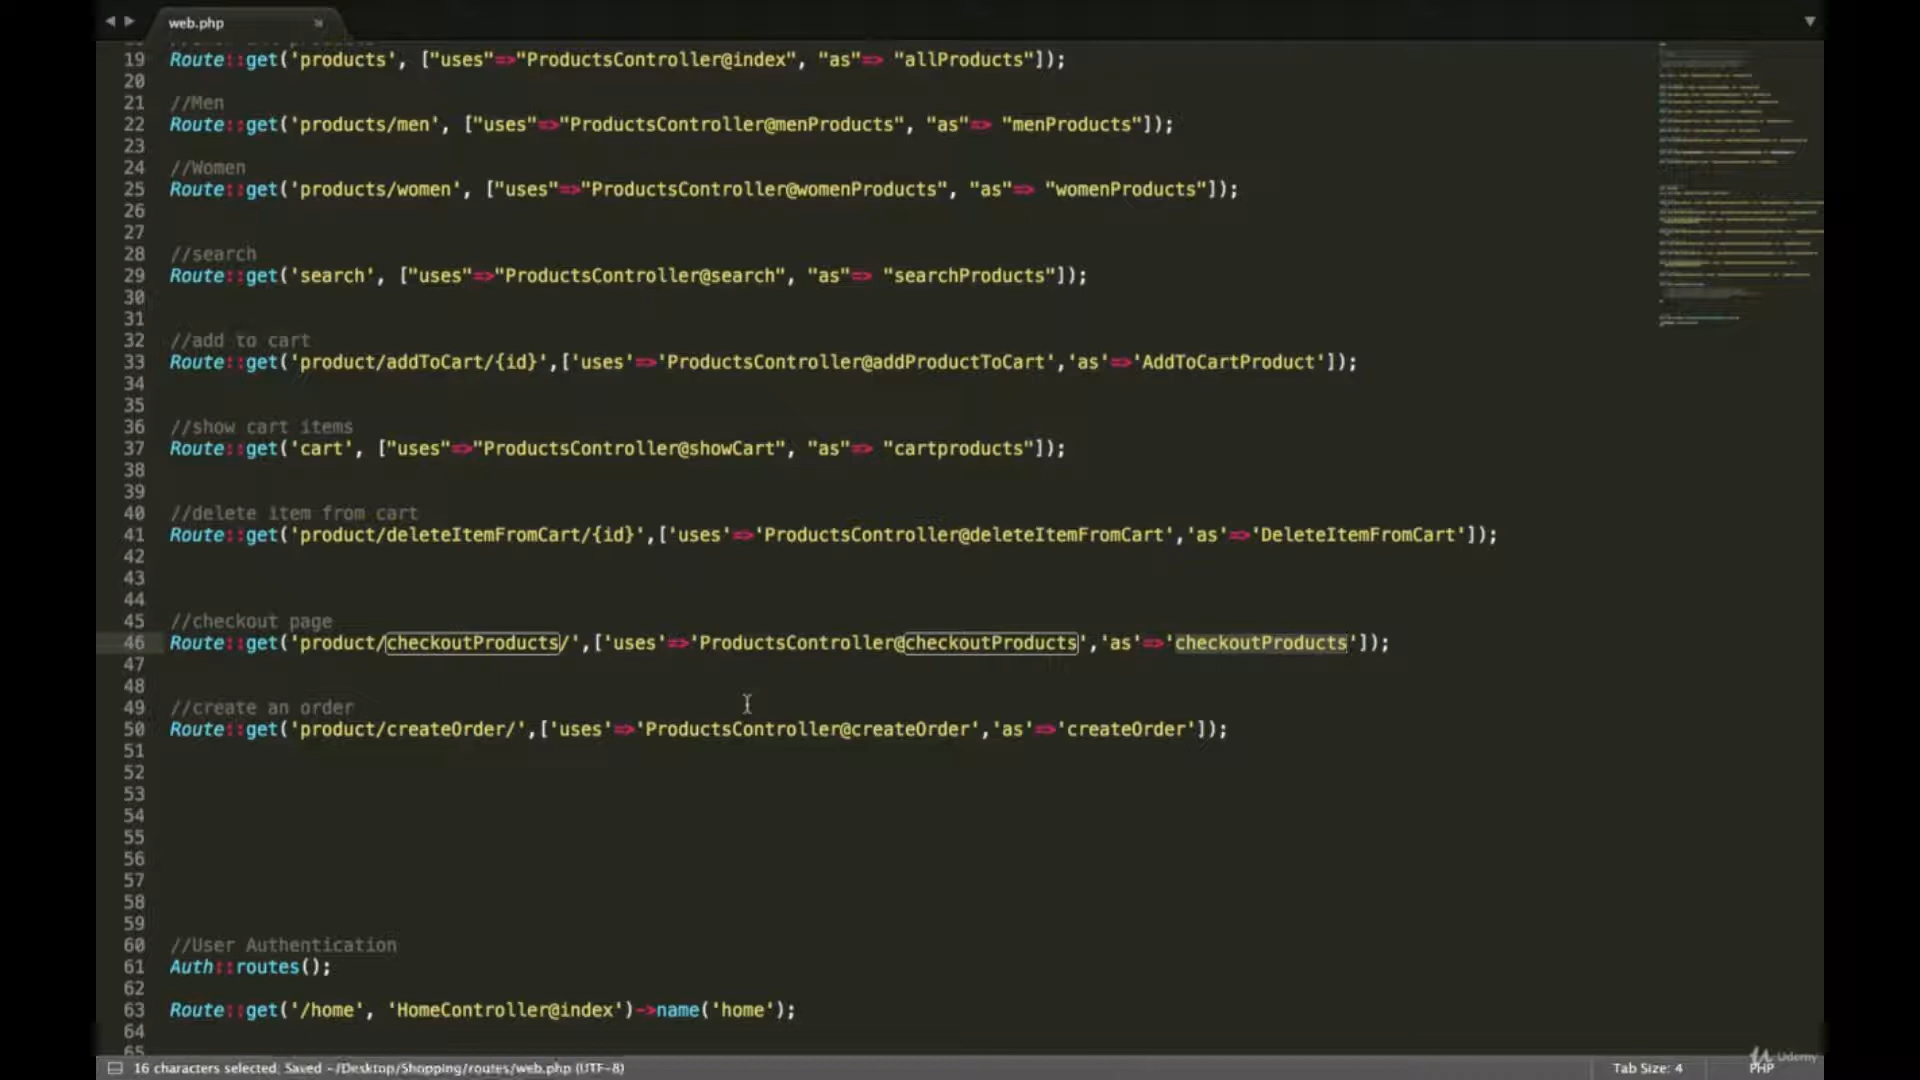 web.php
19 Route::get('products', ["uses"=>"ProductsController@index", "as"=> "allProducts"]);
20
21 //Men
22 Route::get('products/men', ["uses"=>"ProductsController@menProducts", "as"=> "menProducts"]);
23
24 //Women
25 Route::get('products/women', ["uses"=>"ProductsController@womenProducts", "as"=> "womenProducts"]);
26
27
28 //search
29 Route::get('search', ["uses"=>"ProductsController@search", "as"=> "searchProducts"]);
30
31
32 //add to cart
33 Route::get('product/addToCart/{id}',['uses'=>'ProductsController@addProductToCart','as'=>'AddToCartProduct']);
34
35
36 //show cart items
37 Route::get('cart', ["uses"=>"ProductsController@showCart", "as"=> "cartproducts"]);
38
39
40 //delete item from cart
41 Route::get('product/deleteItemFromCart/{id}',['uses'=>'ProductsController@deleteItemFromCart','as'=>'DeleteItemFromCart']);
42
43
44
45 //checkout page
46 Route::get('product/checkoutProducts/',['uses'=>'ProductsController@checkoutProducts','as'=>'checkoutProducts']);
47
48
49 //create an order
50 Route::get('product/createOrder/',['uses'=>'ProductsController@createOrder','as'=>'createOrder']);
51
52
53
54
55
56
57
58
59
60 //User Authentication
61 Auth::routes();
62
63 Route::get('/home', 'HomeController@index')->name('home');
64
65
16 characters selected, Saved ~/Desktop/Shopping/routes/web.php (UTF-8)
Tab Size: 4
PHP
Udemy